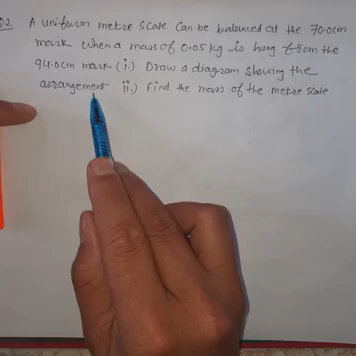 Q2 A uniform metre scale can be balanced at the 70.0cm
mark when a mass of 0.05kg is hung from the
94.0cm mark (i.) Draw a diagram showing the
arrangement (ii.) Find the mass of the metre scale